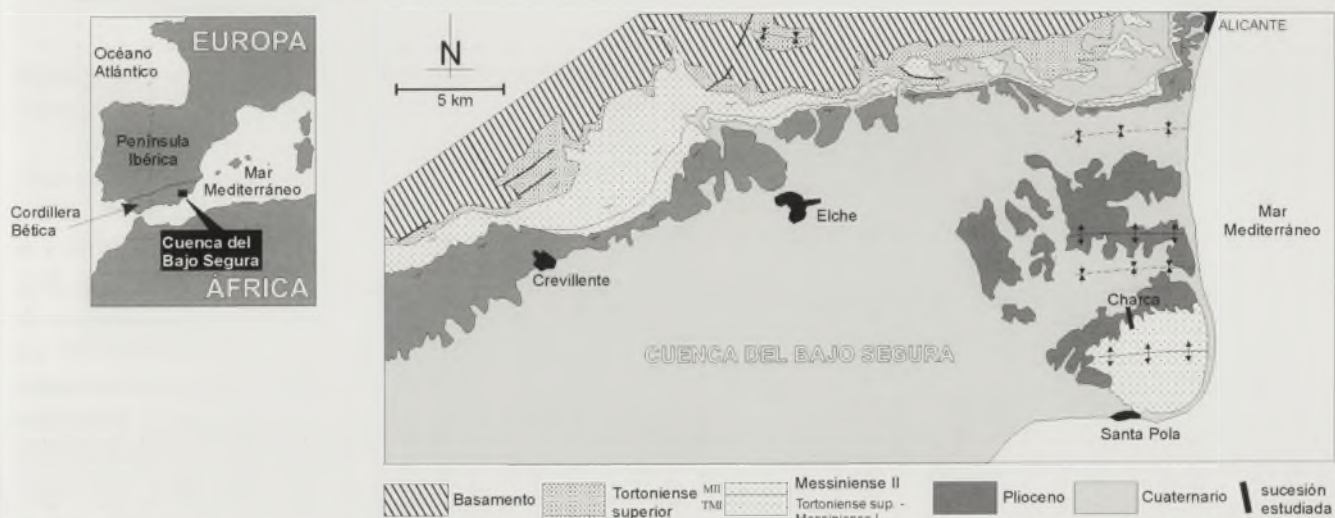 EUROPA
Océano
Atlántico
Península
Ibérica
Mar
Mediterráneo
Cordillera
Bética
Cuenca del
Bajo Segura
ÁFRICA
N
5 km
ALICANTE
Elche
Crevillente
Mar
Mediterráneo
Charca
CUENCA DEL BAJO SEGURA
Santa Pola
Basamento
Tortoniense
superior
MII
TMI
Messiniense II
Tortoniense sup. -
Messiniense I
Plioceno
Cuaternario
sucesión
estudiada